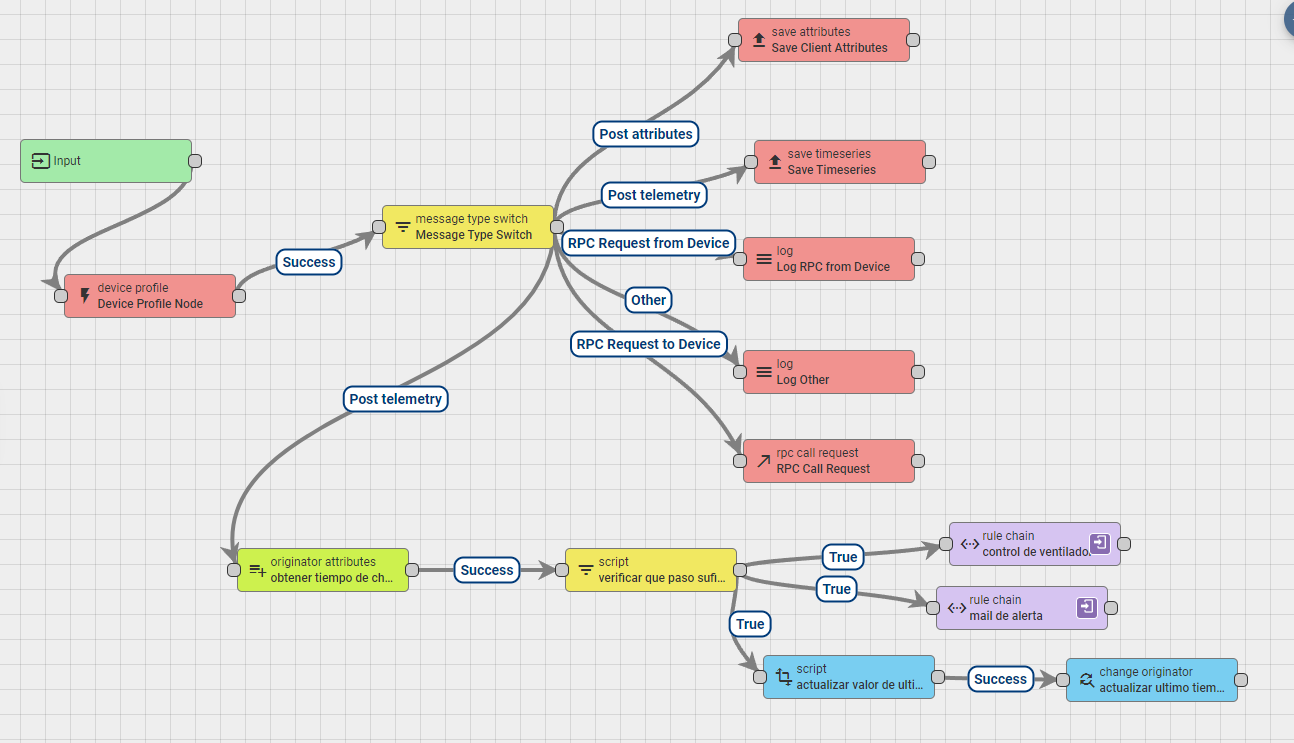 save attributes
Save Client Attributes
Post attributes
Input
save timeseries
Save Timeseries
Post telemetry
message type switch
Message Type Switch
RPC Request from Device
log
Log RPC from Device
Success
device profile
Device Profile Node
Other
RPC Request to Device
log
Log Other
Post telemetry
rpc call request
RPC Call Request
originator attributes
obtener tiempo de ch...
Success
script
verificar que paso sufi...
True
rule chain
control de ventilado...
True
rule chain
mail de alerta
True
script
actualizar valor de ulti...
Success
change originator
actualizar ultimo tiem...